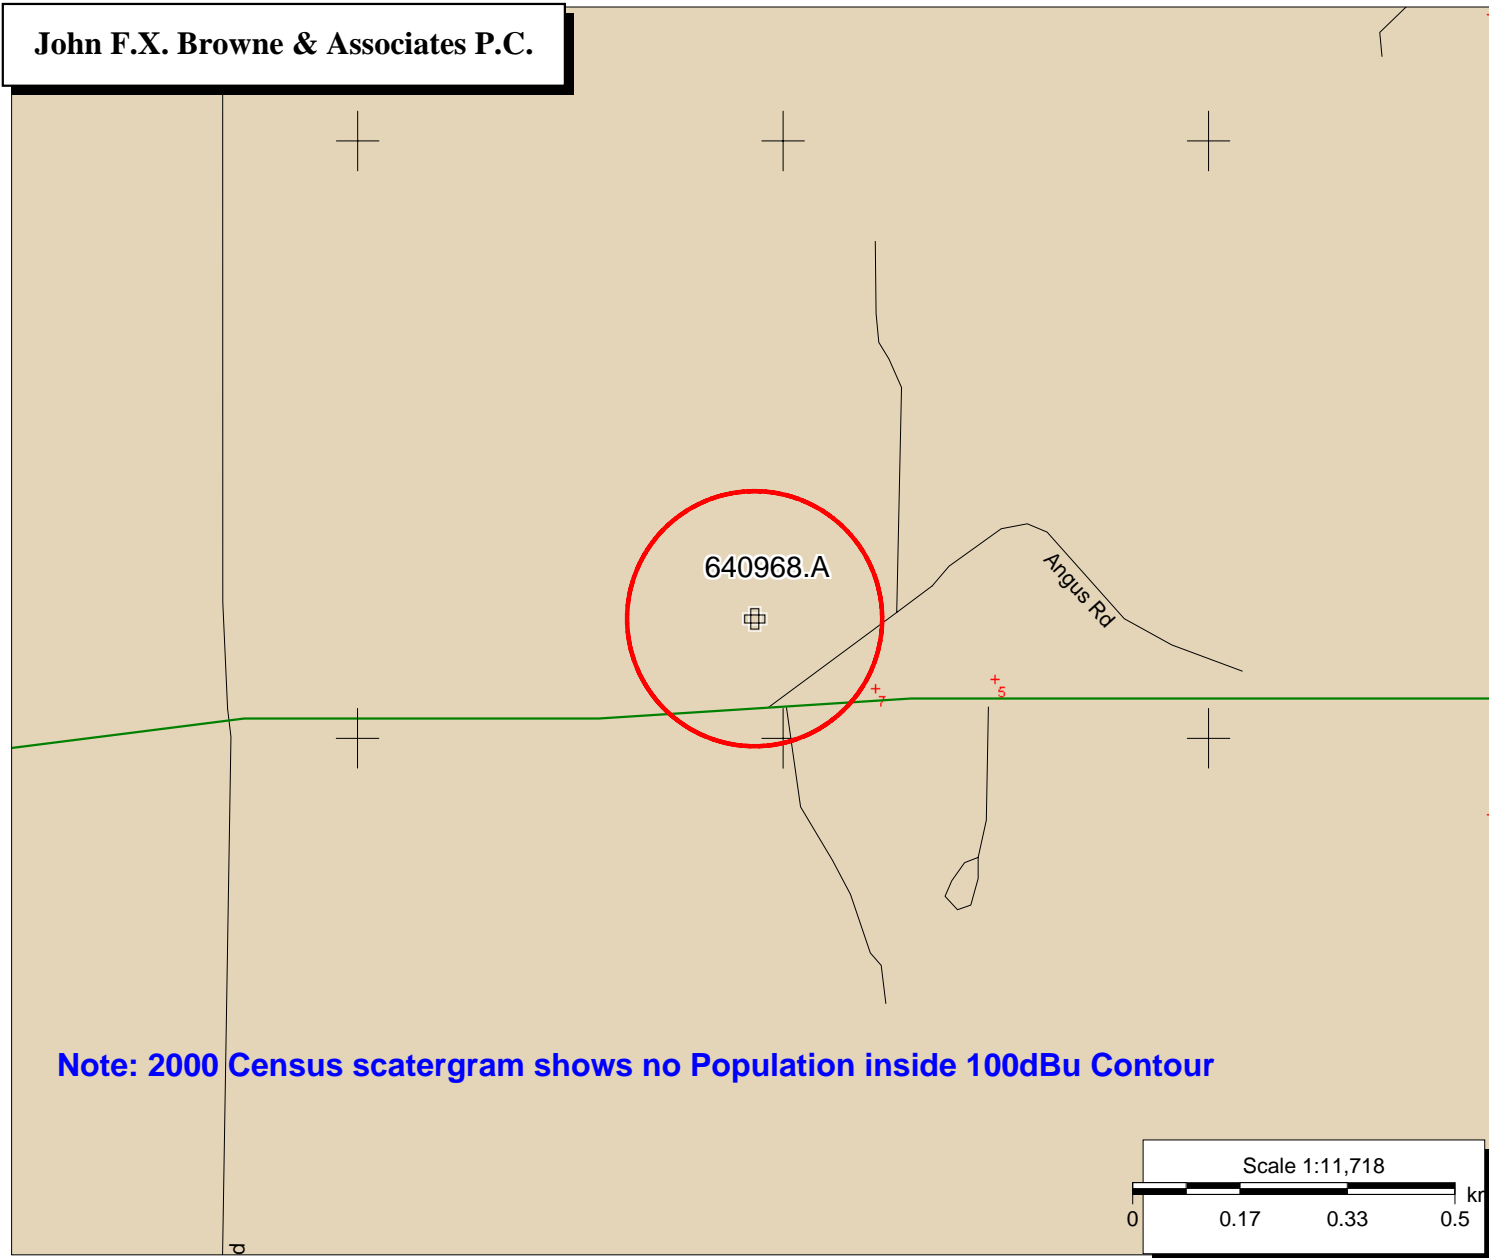 John F.X. Browne & Associates P.C.
640968.A
Angus Rd
5
7
Note: 2000 Census scatergram shows no Population inside 100dBu Contour
Scale 1:11,718
0 0.17 0.33 0.5
d